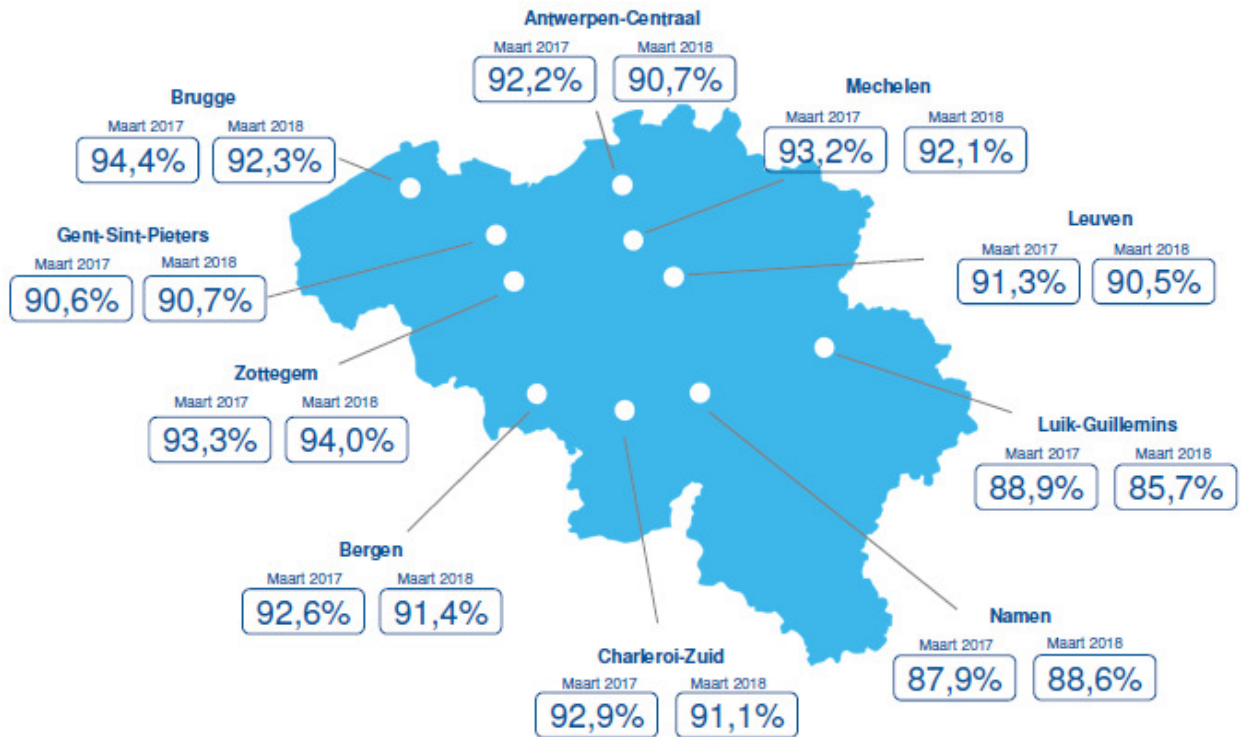 Antwerpen-Centraal
Maart 2017 Maart 2018
92,2% 90,7%
Brugge
Maart 2017 Maart 2018
94,4% 92,3%
Mechelen
Maart 2017 Maart 2018
93,2% 92,1%
Gent-Sint-Pieters
Maart 2017 Maart 2018
90,6% 90,7%
Leuven
Maart 2017 Maart 2018
91,3% 90,5%
Zottegem
Maart 2017 Maart 2018
93,3% 94,0%
Luik-Guillemins
Maart 2017 Maart 2018
88,9% 85,7%
Bergen
Maart 2017 Maart 2018
92,6% 91,4%
Namen
Maart 2017 Maart 2018
87,9% 88,6%
Charleroi-Zuid
Maart 2017 Maart 2018
92,9% 91,1%